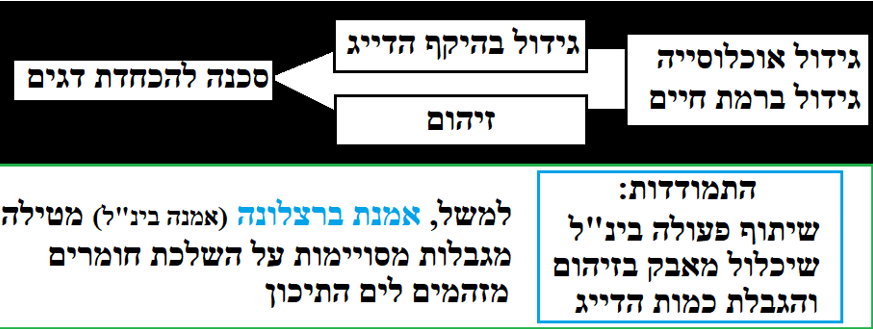 גידול אוכלוסייה
גידול ברמת חיים
גידול בהיקף הדייג
זיהום
סכנה להכחדת דגים
התמודדות:
שיתוף פעולה בינ"ל
שיכלול מאבק בזיהום
והגבלת כמות הדייג
למשל, אמנת ברצלונה (אמנה בינ"ל) מטילה
מגבלות מסויימות על השלכת חומרים
מזהמים לים התיכון